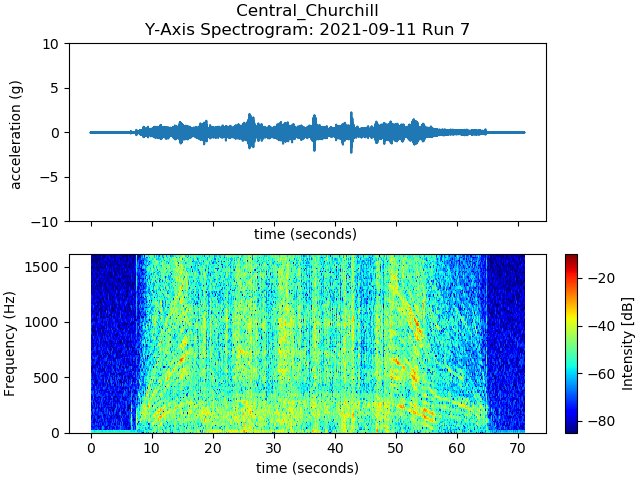 Central_Churchill
Y-Axis Spectrogram: 2021-09-11 Run 7
10
5
0
−5
−10
acceleration (g)
time (seconds)
1500
1000
500
0
Frequency (Hz)
0 10 20 30 40 50 60 70
time (seconds)
−20
−40
−60
−80
Intensity [dB]